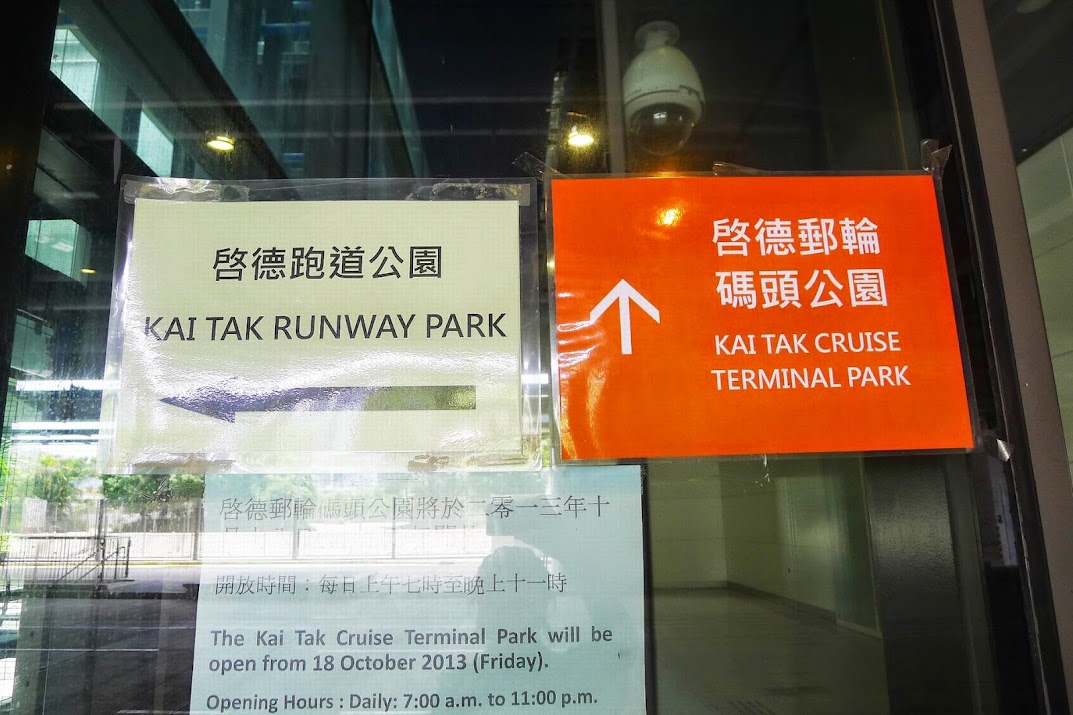 啓德跑道公園
KAI TAK RUNWAY PARK
啓德郵輪
碼頭公園
KAI TAK CRUISE
TERMINAL PARK
啓德郵輪碼頭公園將於二零一三年十
開放時間：每日上午七時至晚上十一時
The Kai Tak Cruise Terminal Park will be
open from 18 October 2013 (Friday).
Opening Hours : Daily: 7:00 a.m. to 11:00 p.m.